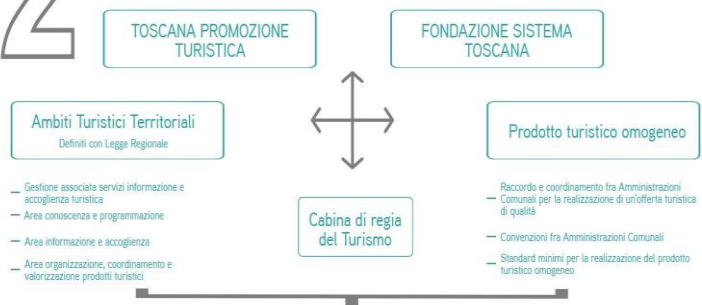 2
TOSCANA PROMOZIONE
TURISTICA
FONDAZIONE SISTEMA
TOSCANA
Ambiti Turistici Territoriali
Definiti con Legge Regionale
Prodotto turistico omogeneo
— Gestione associata servizi informazione e
accoglienza turistica
— Area conoscenza e programmazione
— Area informazione e accoglienza
— Area organizzazione, coordinamento e
valorizzazione prodotti turistici
Cabina di regia
del Turismo
Raccordo e coordinamento fra Amministrazioni
— Comunali per la realizzazione di un'offerta turistica
di qualità
— Convenzioni fra Amministrazioni Comunali
— Standard minimi per la realizzazione del prodotto
turistico omogeneo